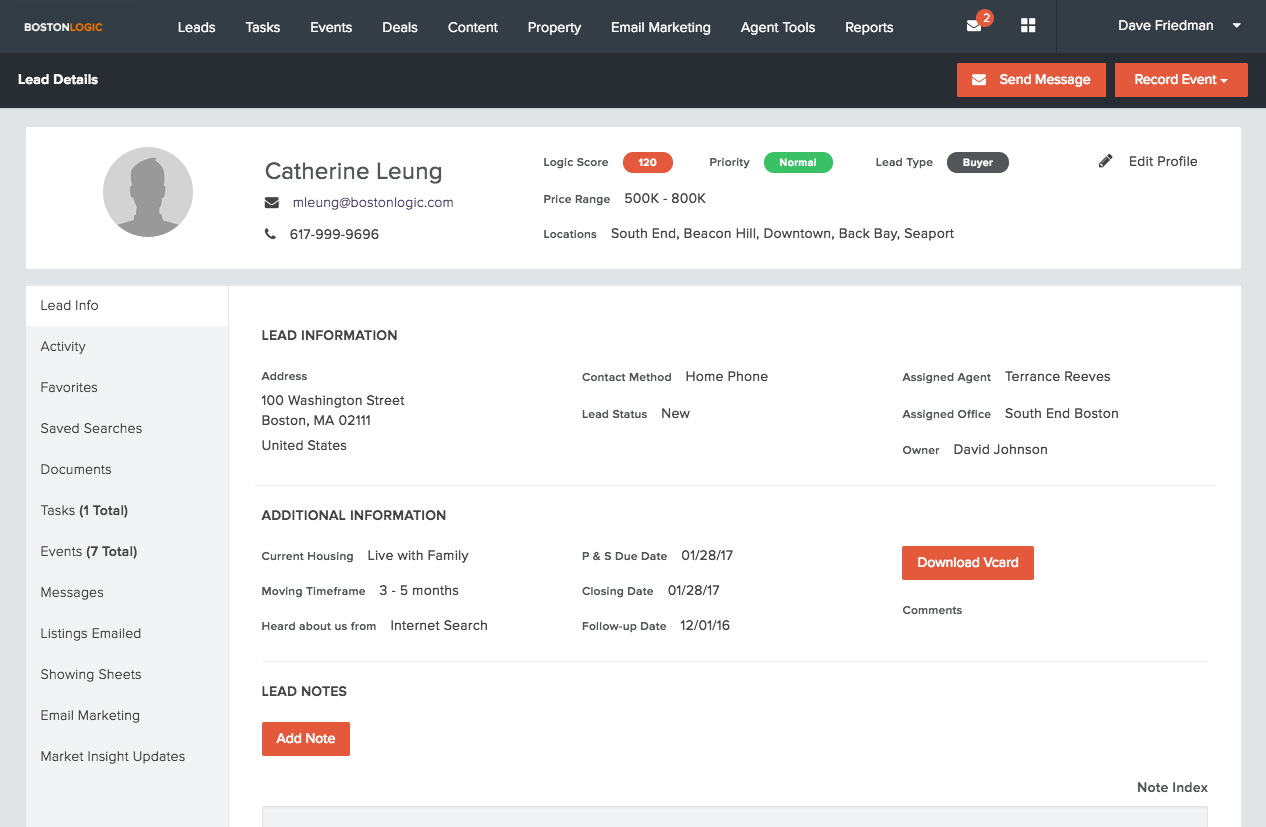 BOSTONLOGIC Leads Tasks Events Deals Content Property Email Marketing Agent Tools Reports 2 Dave Friedman
Lead Details Send Message Record Event
Catherine Leung
mleung@bostonlogic.com
617-999-9696
Logic Score 120 Priority Normal Lead Type Buyer
Price Range 500K - 800K
Locations South End, Beacon Hill, Downtown, Back Bay, Seaport
Edit Profile
Lead Info
Activity
Favorites
Saved Searches
Documents
Tasks (1 Total)
Events (7 Total)
Messages
Listings Emailed
Showing Sheets
Email Marketing
Market Insight Updates
LEAD INFORMATION
Address
100 Washington Street
Boston, MA 02111
United States
Contact Method Home Phone
Lead Status New
Assigned Agent Terrance Reeves
Assigned Office South End Boston
Owner David Johnson
ADDITIONAL INFORMATION
Current Housing Live with Family
Moving Timeframe 3 - 5 months
Heard about us from Internet Search
P & S Due Date 01/28/17
Closing Date 01/28/17
Follow-up Date 12/01/16
Download Vcard
Comments
LEAD NOTES
Add Note
Note Index